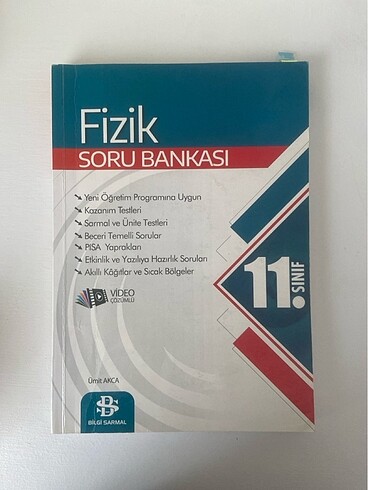 Fizik
SORU BANKASI
Yeni Öğretim Programına Uygun
Kazanım Testleri
Sarmal ve Ünite Testleri
Beceri Temelli Sorular
PISA Yaprakları
Etkinlik ve Yazılıya Hazırlık Soruları
Akıllı Kâğıtlar ve Sıcak Bölgeler
11. SINIF
VİDEO
ÇÖZÜMLÜ
Ümit AKCA
BS
BİLGİ SARMAL